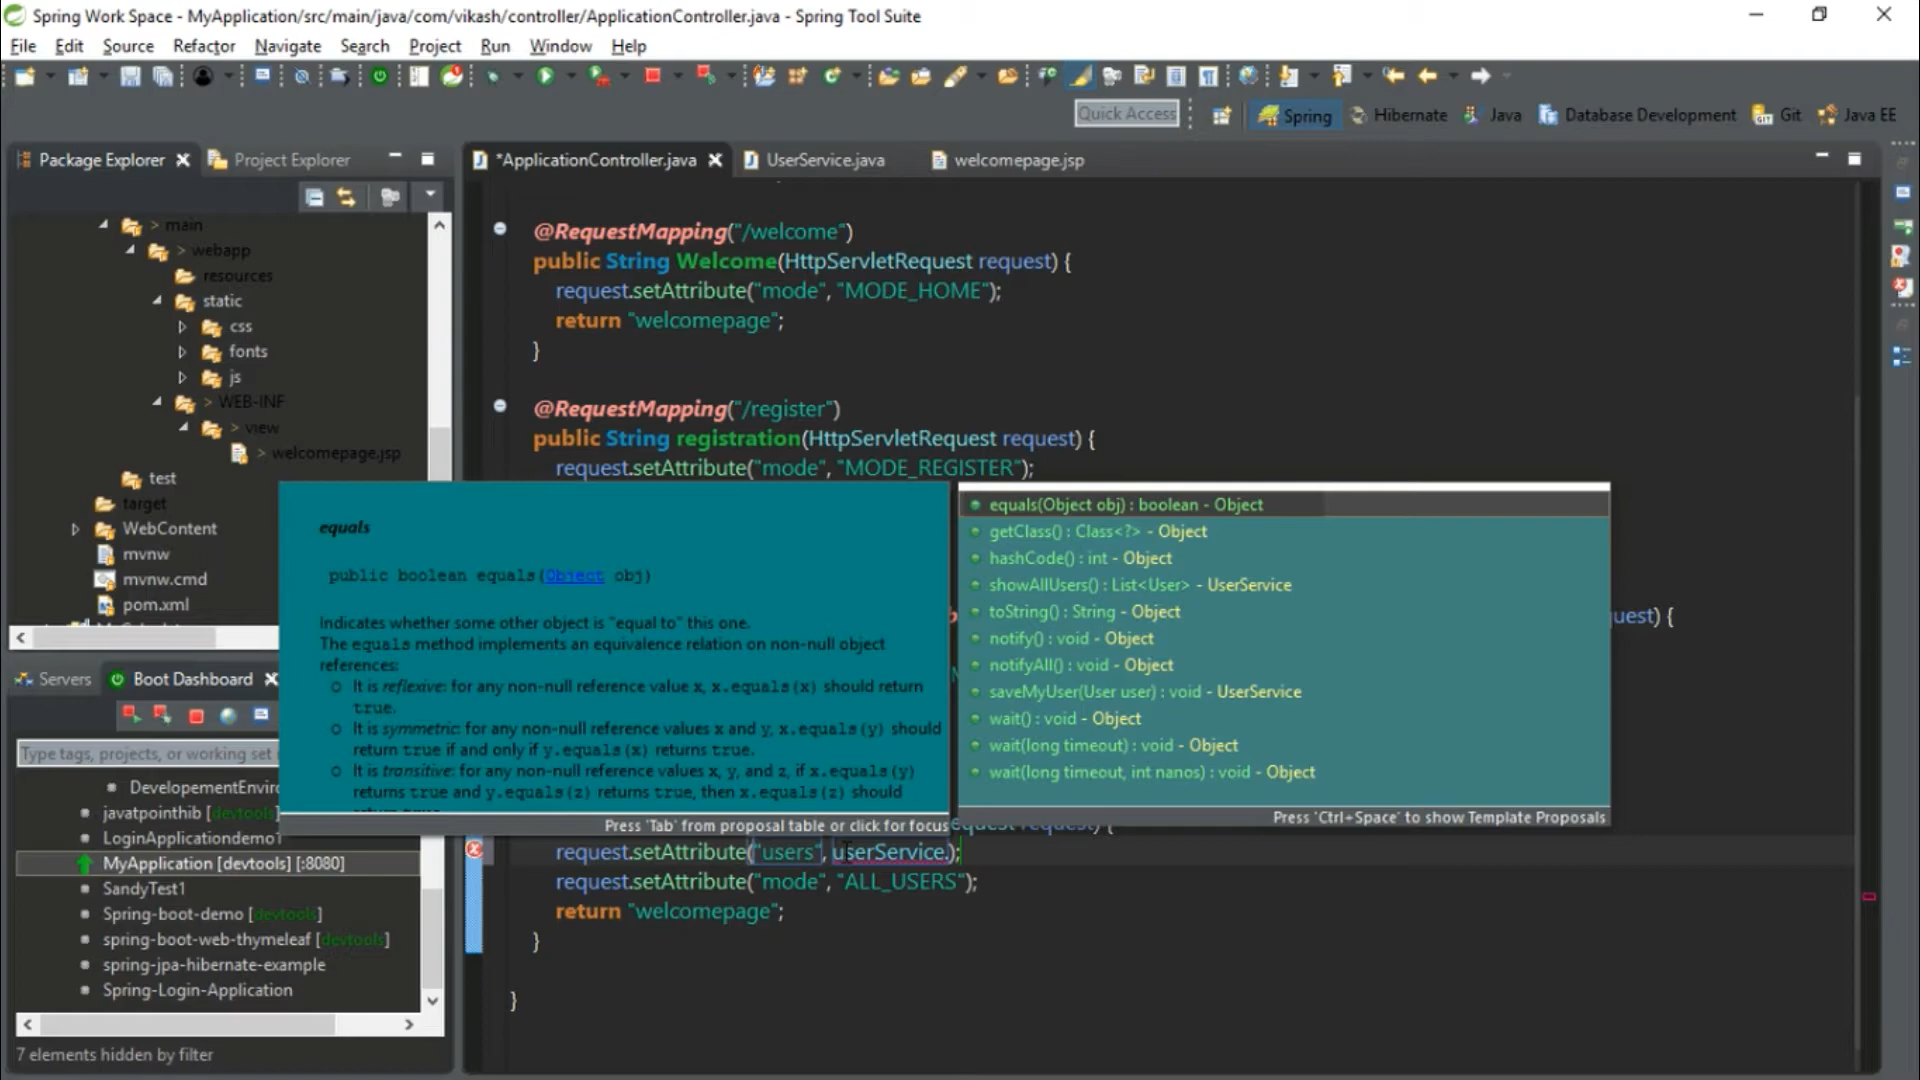 Spring Work Space - MyApplication/src/main/java/com/vikash/controller/ApplicationController.java - Spring Tool Suite
File Edit Source Refactor Navigate Search Project Run Window Help
Quick Access Spring Hibernate Java Database Development Git Java EE
Package Explorer Project Explorer
*ApplicationController.java UserService.java welcomepage.jsp
> main
> webapp
resources
static
css
fonts
js
> WEB-INF
> view
> welcomepage.jsp
test
target
WebContent
mvnw
mvnw.cmd
pom.xml
@RequestMapping("/welcome")
public String Welcome(HttpServletRequest request) {
request.setAttribute("mode", "MODE_HOME");
return "welcomepage";
}
@RequestMapping("/register")
public String registration(HttpServletRequest request) {
request.setAttribute("mode", "MODE_REGISTER");
uest) {
equals
public boolean equals(Object obj)
Indicates whether some other object is "equal to" this one.
The equals method implements an equivalence relation on non-null object
references:
It is reflexive: for any non-null reference value x, x.equals(x) should return
true.
It is symmetric: for any non-null reference values x and y, x.equals(y) should
return true if and only if y.equals(x) returns true.
It is transitive: for any non-null reference values x, y, and z, if x.equals(y)
returns true and y.equals(z) returns true, then x.equals(z) should
Press 'Tab' from proposal table or click for focus
equals(Object obj) : boolean - Object
getClass() : Class<?> - Object
hashCode() : int - Object
showAllUsers() : List<User> - UserService
toString() : String - Object
notify() : void - Object
notifyAll() : void - Object
saveMyUser(User user) : void - UserService
wait() : void - Object
wait(long timeout) : void - Object
wait(long timeout, int nanos) : void - Object
Press 'Ctrl+Space' to show Template Proposals
request.setAttribute("users", userService.);
request.setAttribute("mode", "ALL_USERS");
return "welcomepage";
}
}
Servers Boot Dashboard
Type tags, projects, or working set
DevelopementEnviro
javatpointhib [devtools]
LoginApplicationdemo1
MyApplication [devtools] [:8080]
SandyTest1
Spring-boot-demo [devtools]
spring-boot-web-thymeleaf [devtools]
spring-jpa-hibernate-example
Spring-Login-Application
7 elements hidden by filter